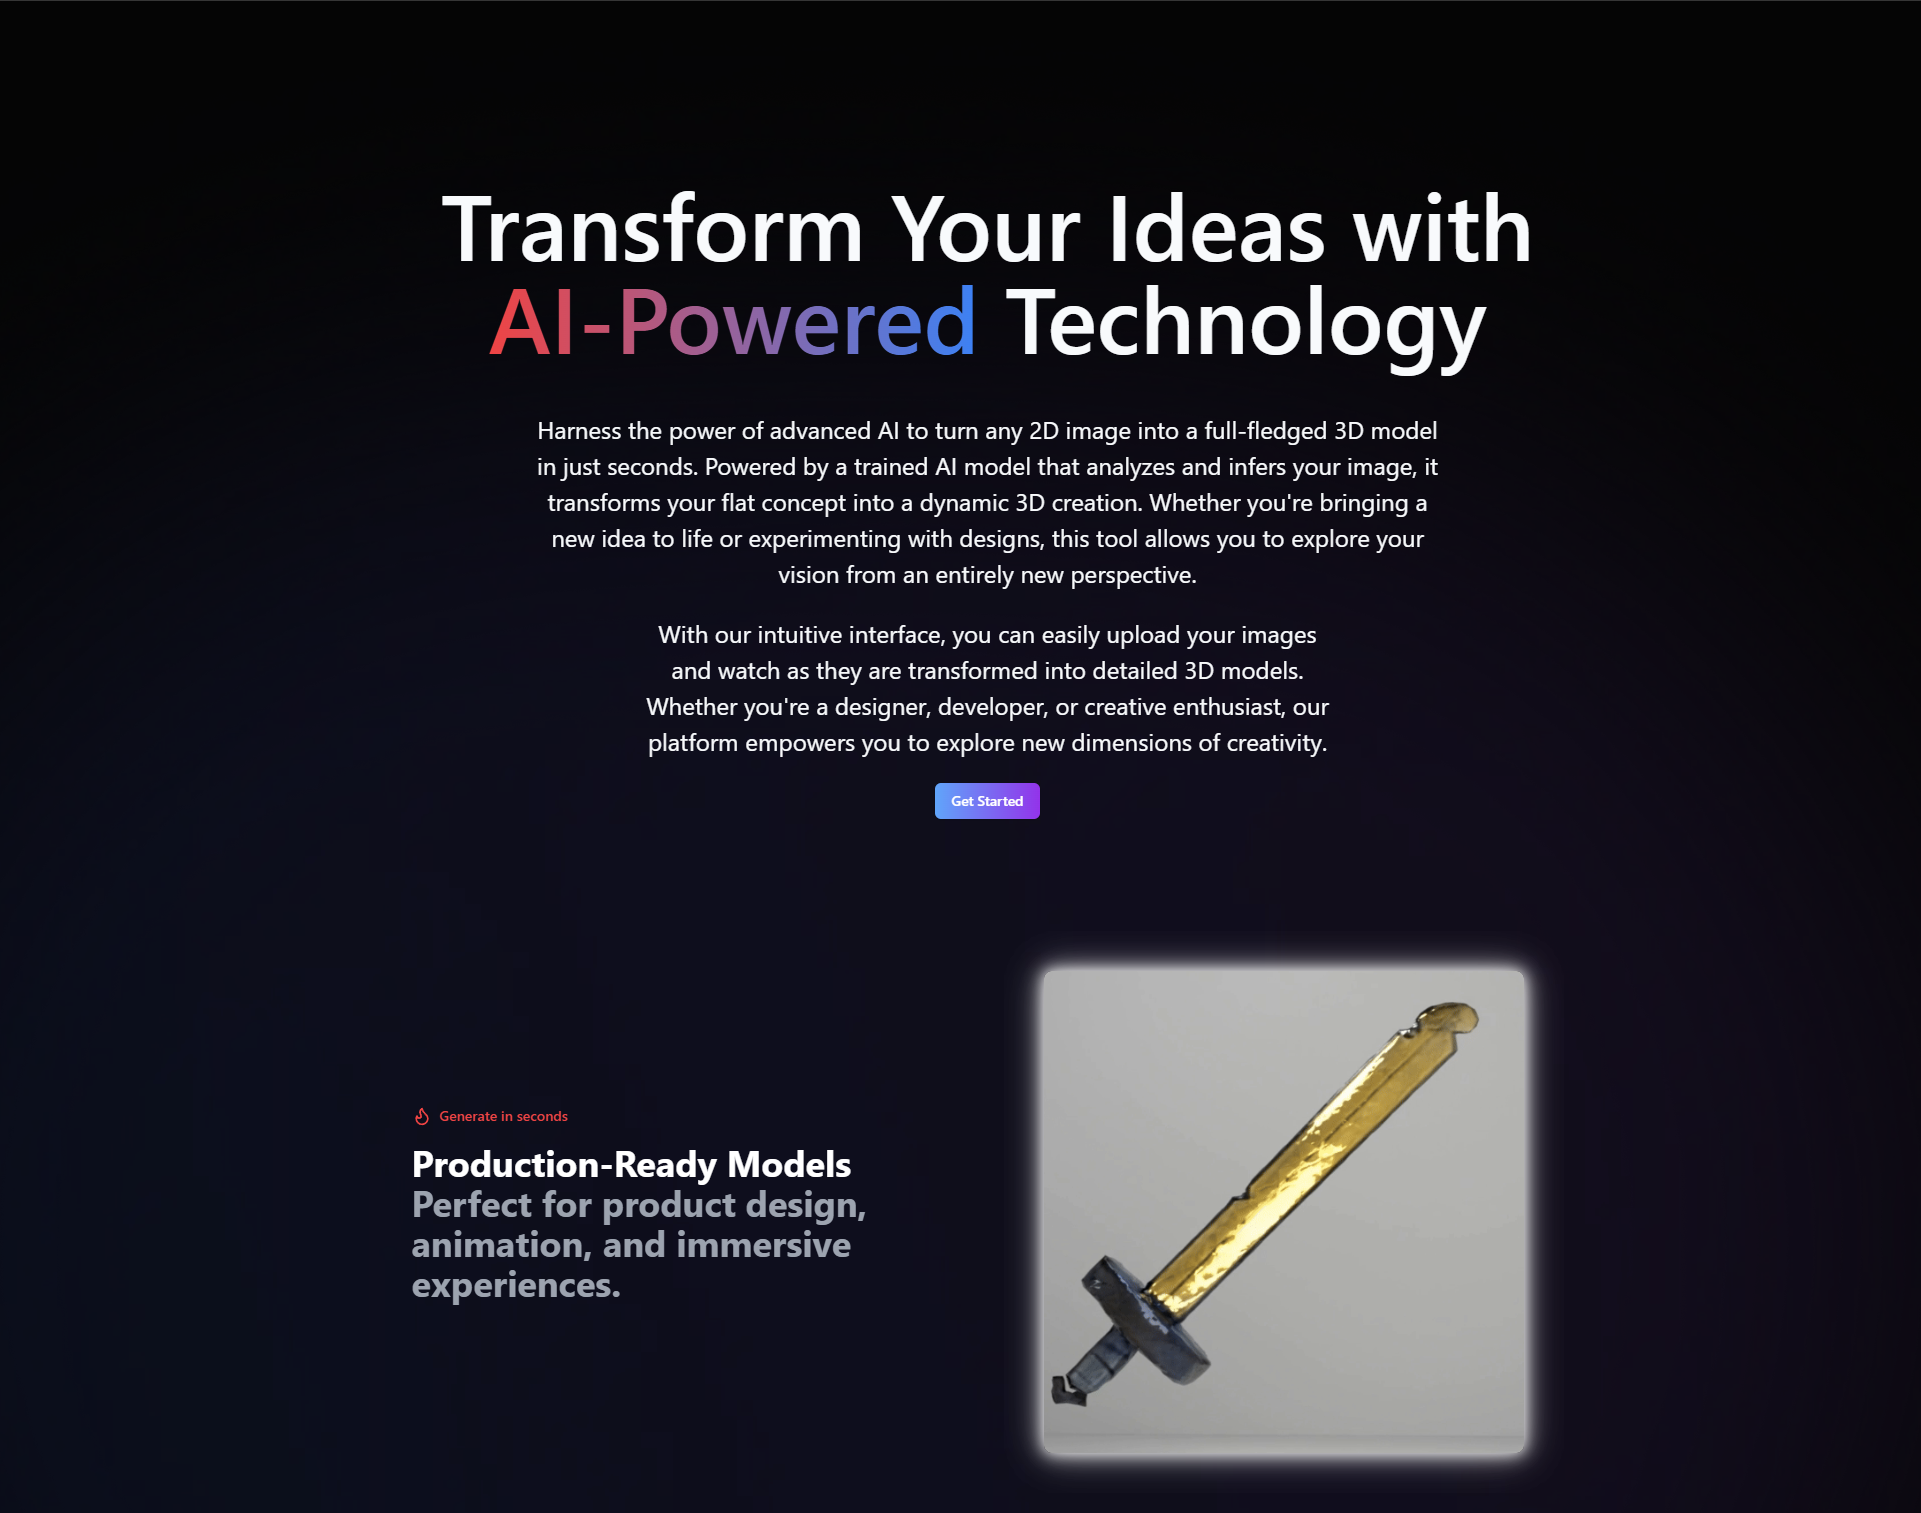 Transform Your Ideas with
AI-Powered Technology
Harness the power of advanced AI to turn any 2D image into a full-fledged 3D model
in just seconds. Powered by a trained AI model that analyzes and infers your image, it
transforms your flat concept into a dynamic 3D creation. Whether you're bringing a
new idea to life or experimenting with designs, this tool allows you to explore your
vision from an entirely new perspective.
With our intuitive interface, you can easily upload your images
and watch as they are transformed into detailed 3D models.
Whether you're a designer, developer, or creative enthusiast, our
platform empowers you to explore new dimensions of creativity.
Get Started
Generate in seconds
Production-Ready Models
Perfect for product design,
animation, and immersive
experiences.